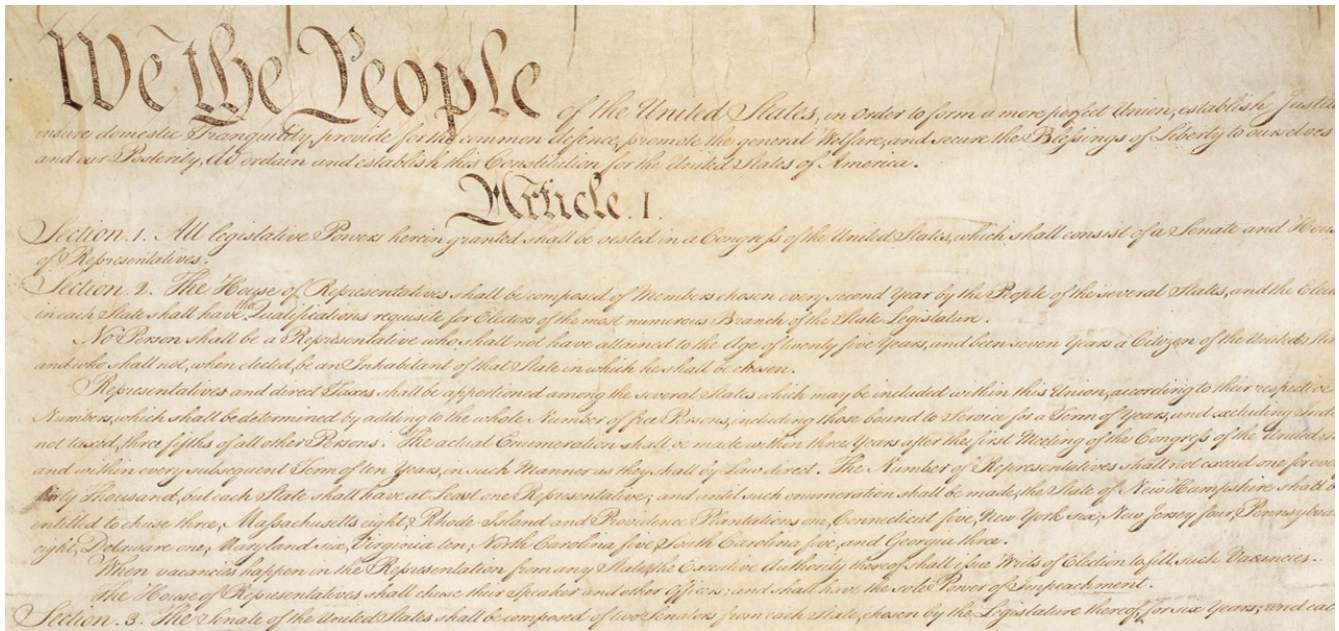 We the People of the United States, in Order to form a more perfect Union, establish Justice
insure domestic Tranquility, provide for the common defence, promote the general Welfare, and secure the Blessings of Liberty to ourselves
and our Posterity, do ordain and establish this Constitution for the United States of America.
Article. I.
Section. 1. All legislative Powers herein granted shall be vested in a Congress of the United States, which shall consist of a Senate and Hous
of Representatives.
Section. 2. The House of Representatives shall be composed of Members chosen every second Year by the People of the several States, and the Elec
in each State shall have the Qualifications requisite for Electors of the most numerous Branch of the State Legislature.
No Person shall be a Representative who shall not have attained to the Age of twenty five Years, and been seven Years a Citizen of the United
and who shall not, when elected, be an Inhabitant of that State in which he shall be chosen.
Representatives and direct Taxes shall be apportioned among the several States which may be included within this Union, according to their respective
Numbers, which shall be determined by adding to the whole Number of free Persons, including those bound to Service for a Term of Years, and excluding Ind
not taxed, three fifths of all other Persons. The actual Enumeration shall be made within three Years after the first Meeting of the Congress of the United
and within every subsequent Term of ten Years, in such Manner as they shall by Law direct. The Number of Representatives shall not exceed one for eve
thirty Thousand, but each State shall have at Least one Representative; and until such enumeration shall be made, the State of New Hampshire shall b
entitled to chuse three, Massachusetts eight, Rhode-Island and Providence Plantations one, Connecticut five, New York six, New Jersey four, Pennsylvan
eight, Delaware one, Maryland six, Virginia ten, North Carolina five, South Carolina five, and Georgia three.
When vacancies happen in the Representation from any State, the Executive Authority thereof shall issue Writs of Election to fill such Vacancies.
The House of Representatives shall chuse their Speaker and other Officers; and shall have the sole Power of Impeachment.
Section. 3. The Senate of the United States shall be composed of two Senators from each State, chosen by the Legislature thereof, for six Years; and eac